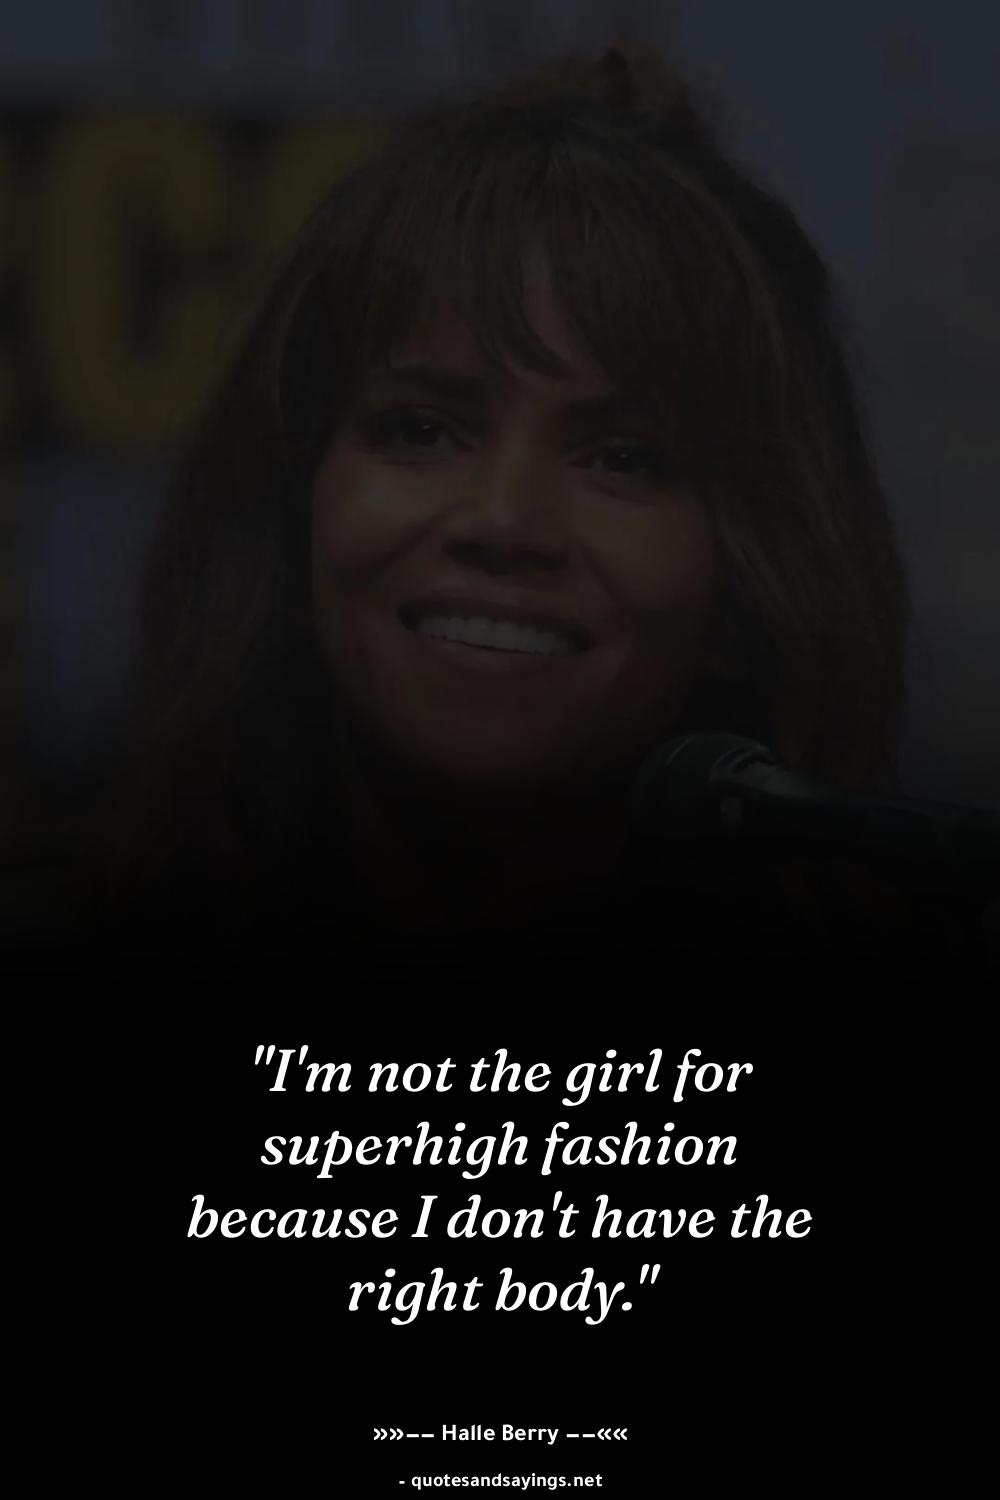 "I'm not the girl for
superhigh fashion
because I don't have the
right body."
»»−− Halle Berry −−««
- quotesandsayings.net